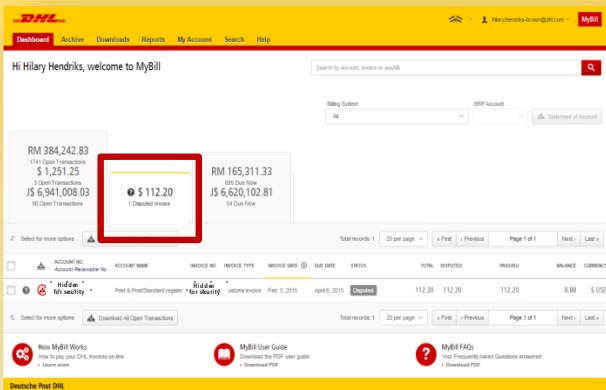 DHL
hilary.hendriks-brown@dhl.com
MyBill
Dashboard Archive Downloads Reports My Account Search Help
Hi Hilary Hendriks, welcome to MyBill
Search by account, invoice or waybill
Billing System ERP Account
All Statement of Account
RM 384,242.83
1741 Open Transactions
$ 1,251.25
3 Open Transactions
J$ 6,941,008.03
66 Open Transactions
$ 112.20
1 Disputed Invoice
RM 165,311.33
695 Due Now
J$ 6,620,102.81
54 Due Now
Select for more options Total records: 1 20 per page « First ‹ Previous Page 1 of 1 Next › Last »
ACCOUNT NO. ACCOUNT NAME INVOICE NO. INVOICE TYPE INVOICE DATE DUE DATE STATUS TOTAL DISPUTED PAID/ADJ BALANCE CURRENCY
Account Receivable No.
Hidden for security Print & Post/Standard register Hidden for security ustoms invoice Feb. 5, 2015 April 6, 2015 Disputed 112.20 112.20 112.20 0.00 $ USD
Select for more options Download All Open Transactions Total records: 1 20 per page « First ‹ Previous Page 1 of 1 Next › Last »
How MyBill Works
How to pay your DHL invoices on-line
› Learn more
MyBill User Guide
Download the PDF user guide
› Download PDF
MyBill FAQs
Your Frequently Asked Questions answered
› Download PDF
Deutsche Post DHL